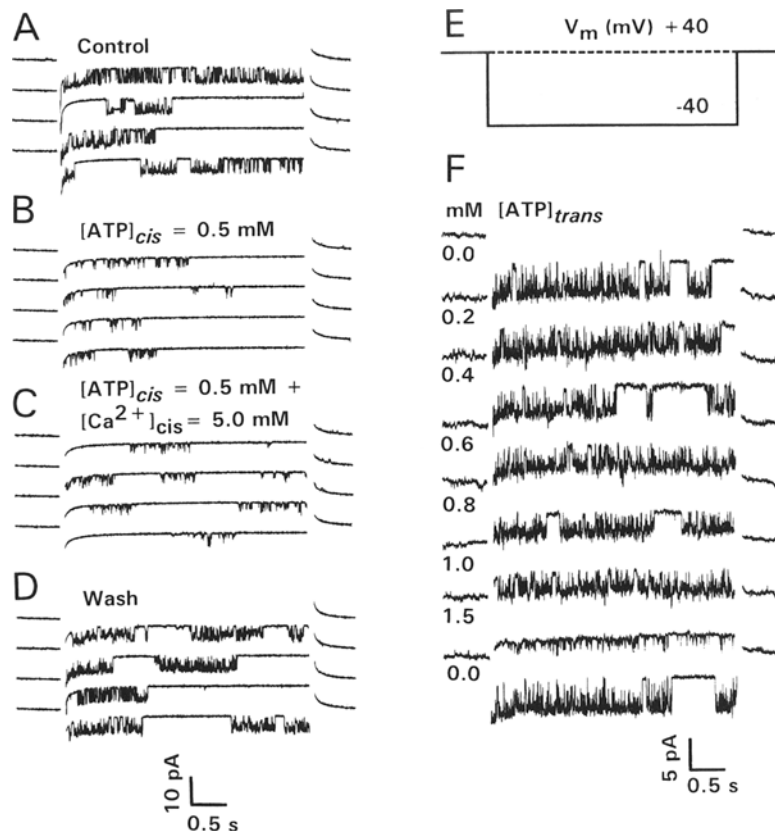 A
Control
B
[ATP]cis = 0.5 mM
C
[ATP]cis = 0.5 mM +
[Ca2+]cis = 5.0 mM
D
Wash
10 pA
0.5 s
E
Vm (mV) +40
-40
F
mM [ATP]trans
0.0
0.2
0.4
0.6
0.8
1.0
1.5
0.0
5 pA
0.5 s